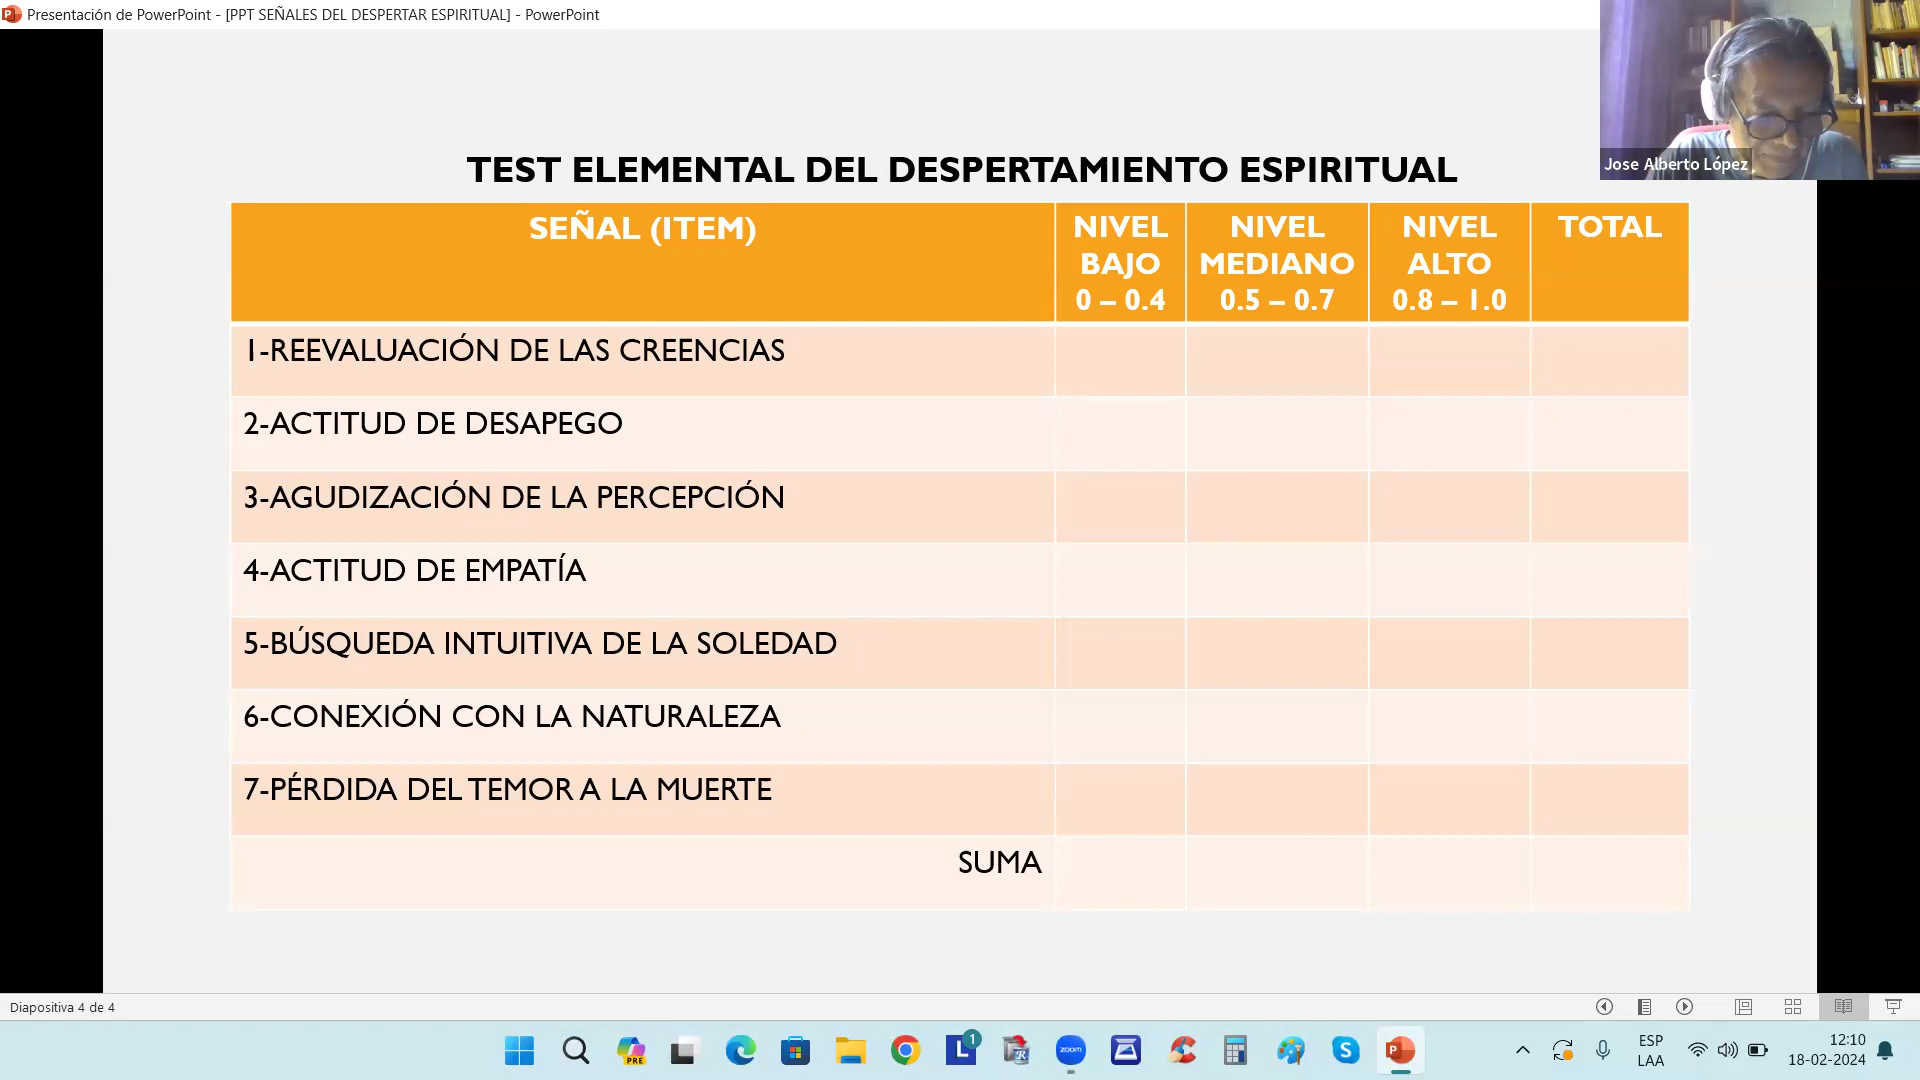 Presentación de PowerPoint - [PPT SEÑALES DEL DESPERTAR ESPIRITUAL] - PowerPoint
Jose Alberto López
TEST ELEMENTAL DEL DESPERTAMIENTO ESPIRITUAL
SEÑAL (ITEM)
NIVEL
BAJO
0 – 0.4
NIVEL
MEDIANO
0.5 – 0.7
NIVEL
ALTO
0.8 – 1.0
TOTAL
1-REEVALUACIÓN DE LAS CREENCIAS
2-ACTITUD DE DESAPEGO
3-AGUDIZACIÓN DE LA PERCEPCIÓN
4-ACTITUD DE EMPATÍA
5-BÚSQUEDA INTUITIVA DE LA SOLEDAD
6-CONEXIÓN CON LA NATURALEZA
7-PÉRDIDA DEL TEMOR A LA MUERTE
SUMA
Diapositiva 4 de 4
PRE
L
1
R
zoom
S
P
ESP
LAA
12:10
18-02-2024